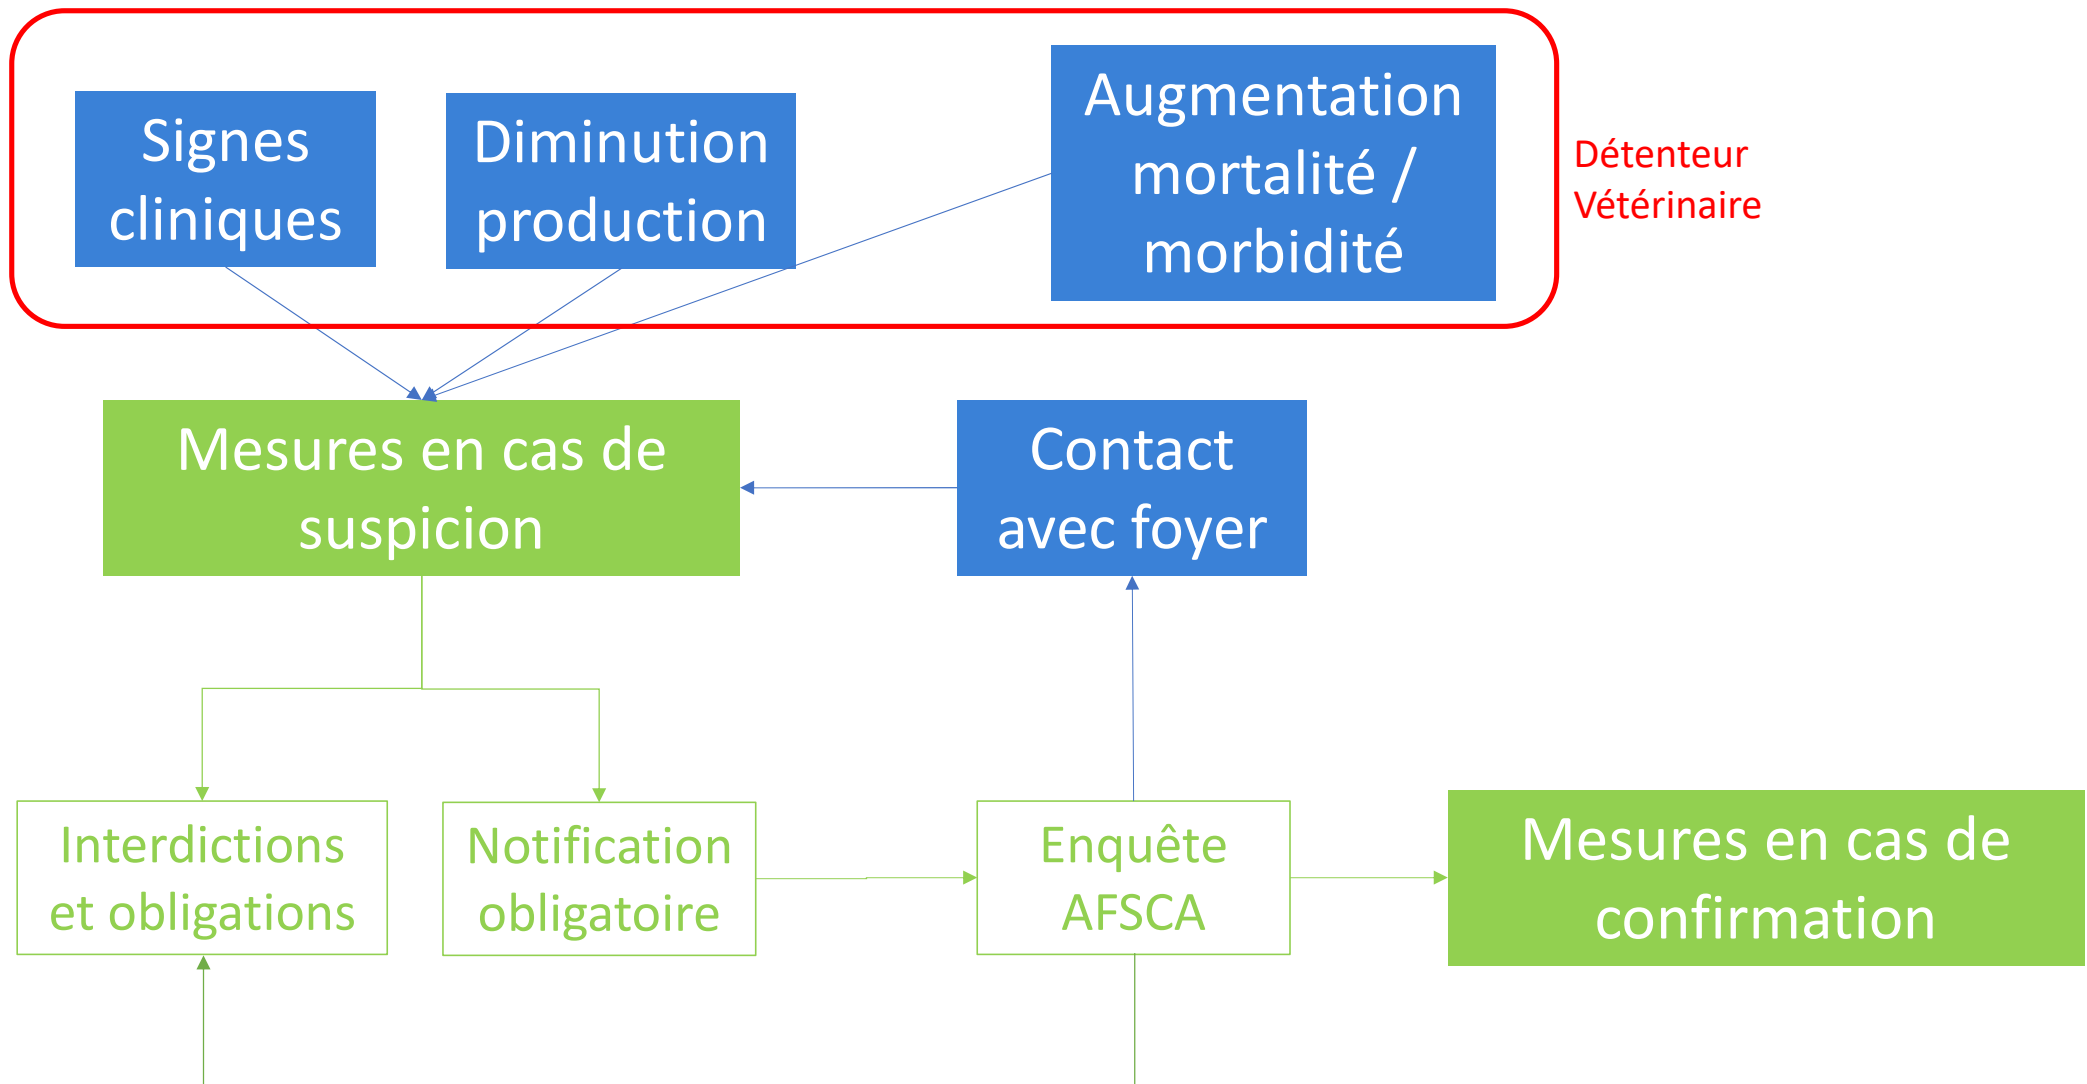 Signes
cliniques
Diminution
production
Augmentation
mortalité /
morbidité
Détenteur
Vétérinaire
Mesures en cas de
suspicion
Contact
avec foyer
Interdictions
et obligations
Notification
obligatoire
Enquête
AFSCA
Mesures en cas de
confirmation